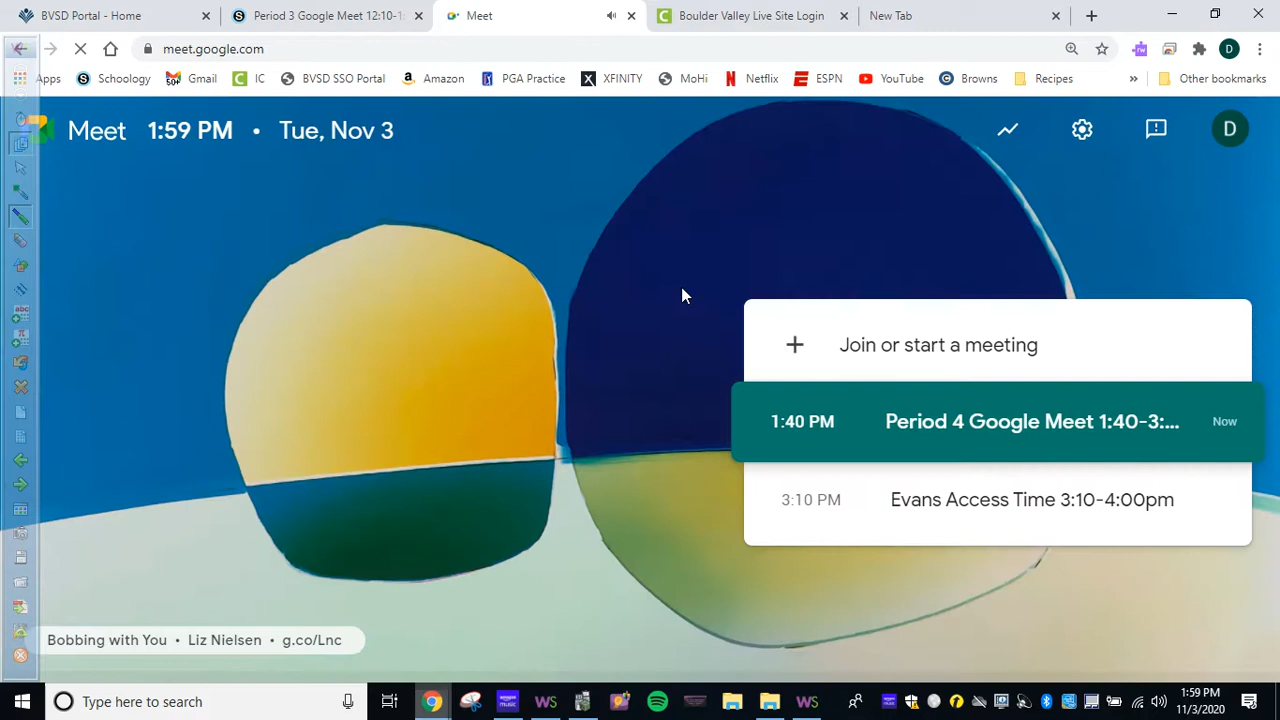 BVSD Portal - Home
Period 3 Google Meet 12:10-1:
Meet
Boulder Valley Live Site Login
New Tab
meet.google.com
D
Apps
Schoology
Gmail
IC
BVSD SSO Portal
Amazon
PGA Practice
XFINITY
MoHi
Netflix
ESPN
YouTube
Browns
Recipes
Other bookmarks
Meet 1:59 PM • Tue, Nov 3
D
Join or start a meeting
1:40 PM Period 4 Google Meet 1:40-3:... Now
3:10 PM Evans Access Time 3:10-4:00pm
Bobbing with You • Liz Nielsen • g.co/Lnc
Type here to search
1:59 PM
11/3/2020